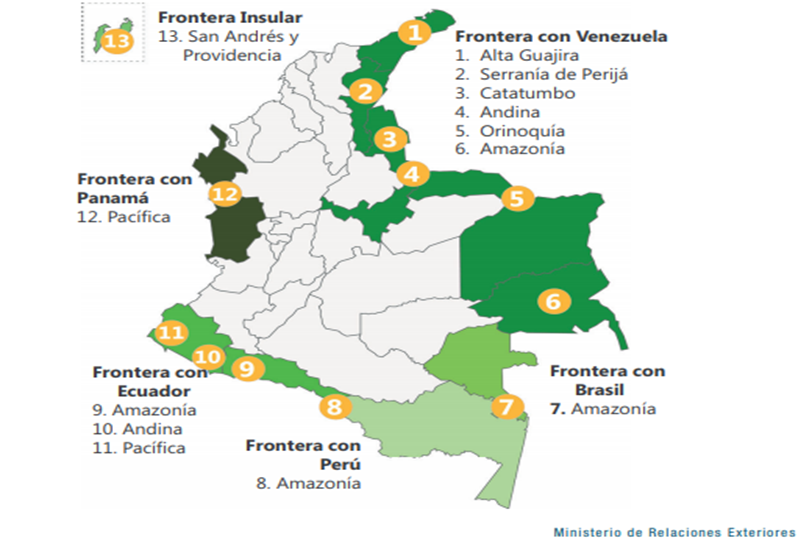 Frontera Insular
13. San Andrés y
Providencia
13
Frontera con Venezuela
1. Alta Guajira
2. Serranía de Perijá
3. Catatumbo
4. Andina
5. Orinoquía
6. Amazonía
1
2
3
4
5
6
Frontera con
Panamá
12. Pacífica
12
11
10
9
8
7
Frontera con
Ecuador
9. Amazonía
10. Andina
11. Pacífica
Frontera con
Perú
8. Amazonía
Frontera con
Brasil
7. Amazonía
Ministerio de Relaciones Exteriores